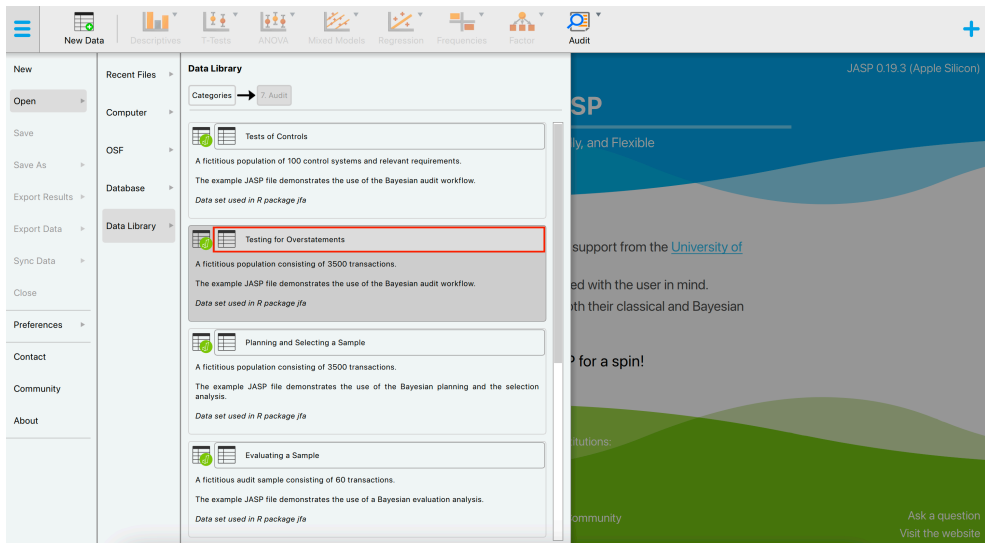 New Data
Descriptives
T-Tests
ANOVA
Mixed Models
Regression
Frequencies
Factor
Audit
New
Open
Save
Save As
Export Results
Export Data
Sync Data
Close
Preferences
Contact
Community
About
Recent Files
Computer
OSF
Database
Data Library
Data Library
Categories
7. Audit
Tests of Controls
A fictitious population of 100 control systems and relevant requirements.
The example JASP file demonstrates the use of the Bayesian audit workflow.
Data set used in R package jfa
Testing for Overstatements
A fictitious population consisting of 3500 transactions.
The example JASP file demonstrates the use of the Bayesian audit workflow.
Data set used in R package jfa
Planning and Selecting a Sample
A fictitious population consisting of 3500 transactions.
The example JASP file demonstrates the use of the Bayesian planning and the selection
analysis.
Data set used in R package jfa
Evaluating a Sample
A fictitious audit sample consisting of 60 transactions.
The example JASP file demonstrates the use of a Bayesian evaluation analysis.
Data set used in R package jfa
JASP 0.19.3 (Apple Silicon)
SP
ly, and Flexible
support from the University of
ed with the user in mind.
oth their classical and Bayesian
P for a spin!
itutions:
ommunity
Ask a question
Visit the website